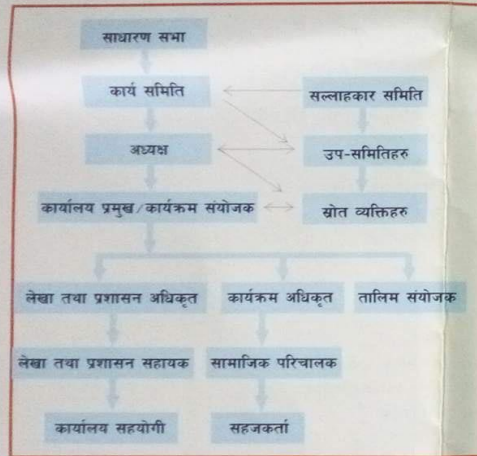 साधारण सभा
कार्य समिति
सल्लाहकार समिति
अध्यक्ष
उप-समितिहरु
कार्यालय प्रमुख/कार्यक्रम संयोजक
स्रोत व्यक्तिहरु
लेखा तथा प्रशासन अधिकृत
कार्यक्रम अधिकृत
तालिम संयोजक
लेखा तथा प्रशासन सहायक
सामाजिक परिचालक
कार्यालय सहयोगी
सहजकर्ता